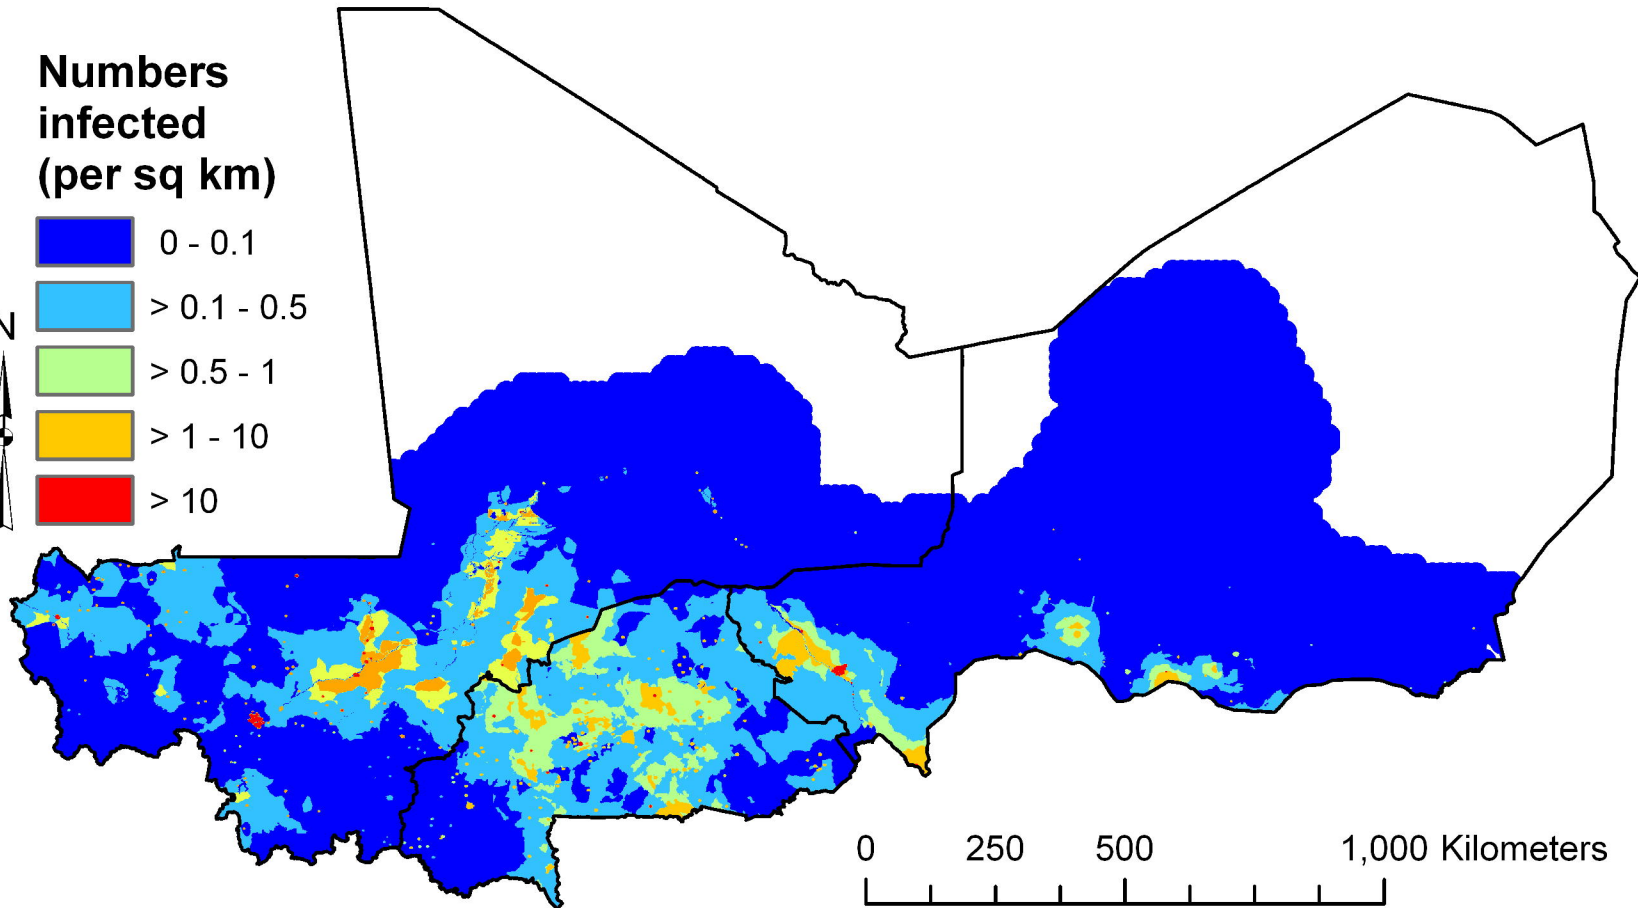 Numbers
infected
(per sq km)
0 - 0.1
> 0.1 - 0.5
N
> 0.5 - 1
> 1 - 10
> 10
0 250 500 1,000 Kilometers